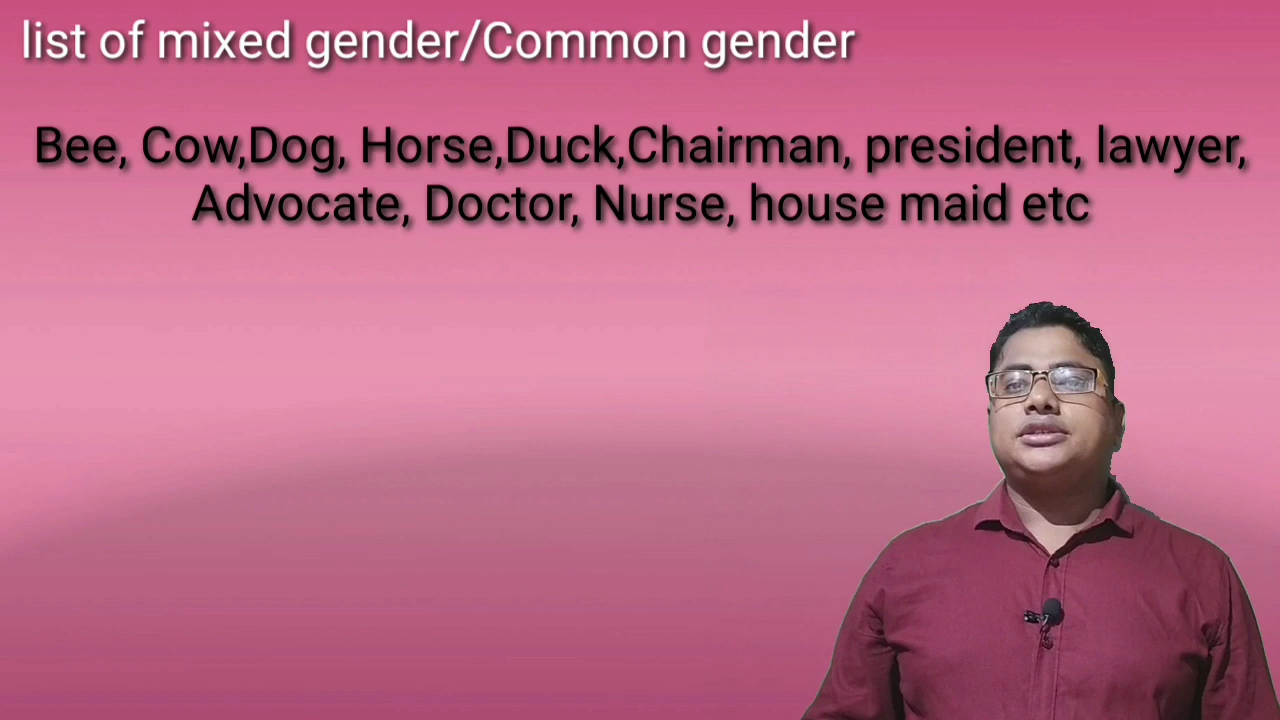 list of mixed gender/Common gender
Bee, Cow,Dog, Horse,Duck,Chairman, president, lawyer,
Advocate, Doctor, Nurse, house maid etc